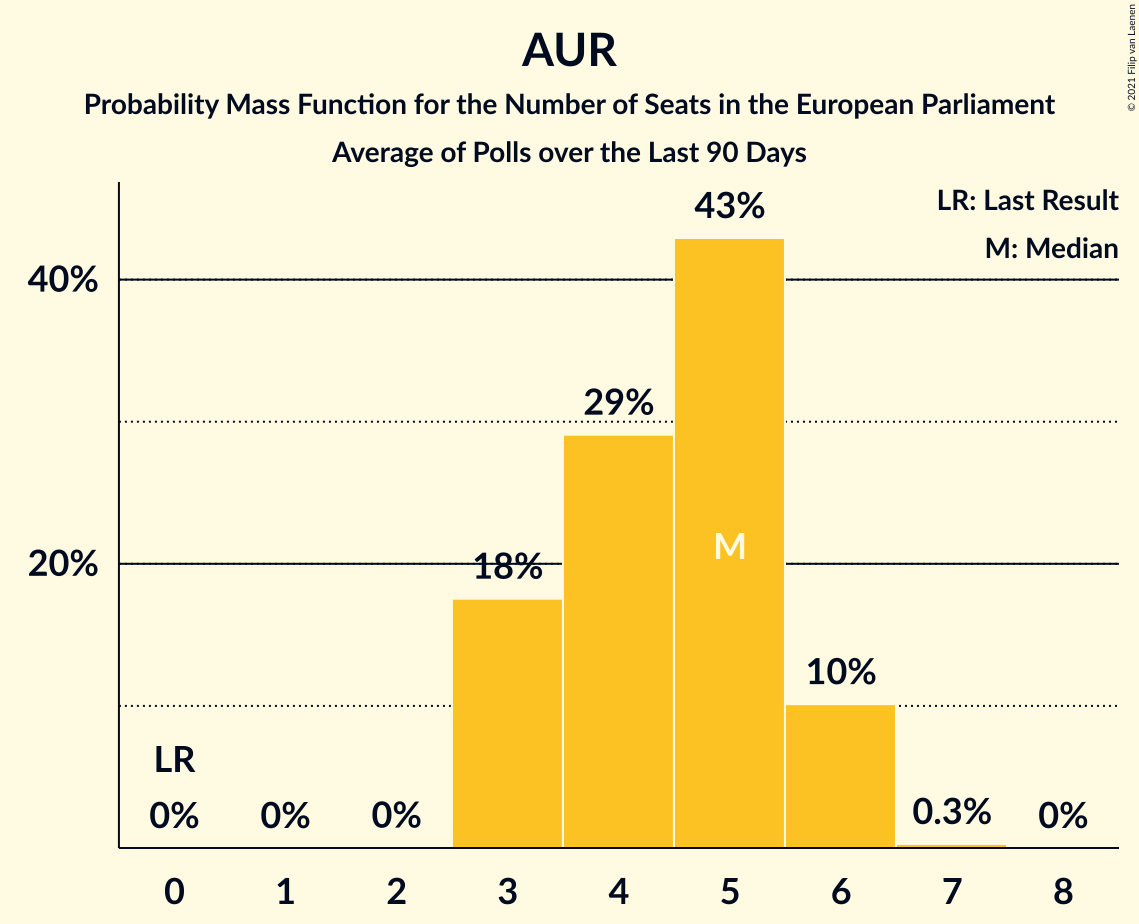 AUR
Probability Mass Function for the Number of Seats in the European Parliament
Average of Polls over the Last 90 Days
© 2021 Filip van Laenen
LR: Last Result
M: Median
43%
40%
29%
M
20%
18%
10%
LR
0%
0%
0%
0.3%
0%
0 1 2 3 4 5 6 7 8